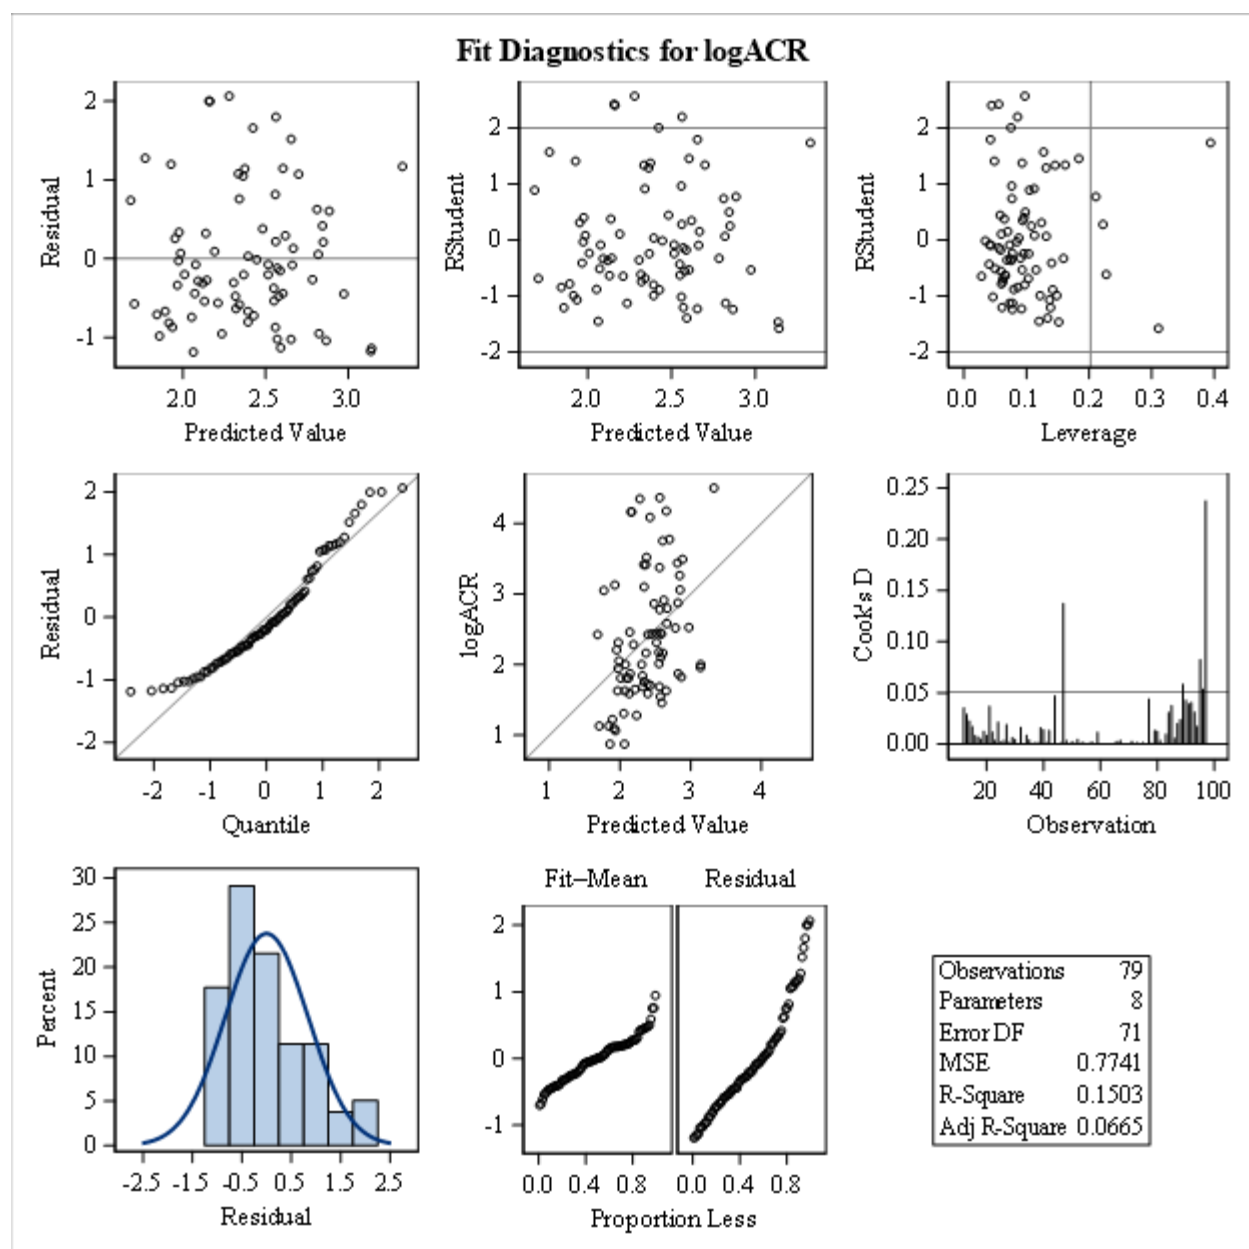 Fit Diagnostics for logACR
Residual
2
1
0
-1
2.0 2.5 3.0
Predicted Value
RStudent
2
1
0
-1
-2
2.0 2.5 3.0
Predicted Value
RStudent
2
1
0
-1
-2
0.0 0.1 0.2 0.3 0.4
Leverage
Residual
2
1
0
-1
-2
-2 -1 0 1 2
Quantile
logACR
4
3
2
1
1 2 3 4
Predicted Value
Cook's D
0.25
0.20
0.15
0.10
0.05
0.00
20 40 60 80 100
Observation
Percent
30
25
20
15
10
5
0
-2.5 -1.5 -0.5 0.5 1.5 2.5
Residual
Fit–Mean Residual
2
1
0
-1
0.0 0.4 0.8 0.0 0.4 0.8
Proportion Less
Observations 79
Parameters 8
Error DF 71
MSE 0.7741
R-Square 0.1503
Adj R-Square 0.0665